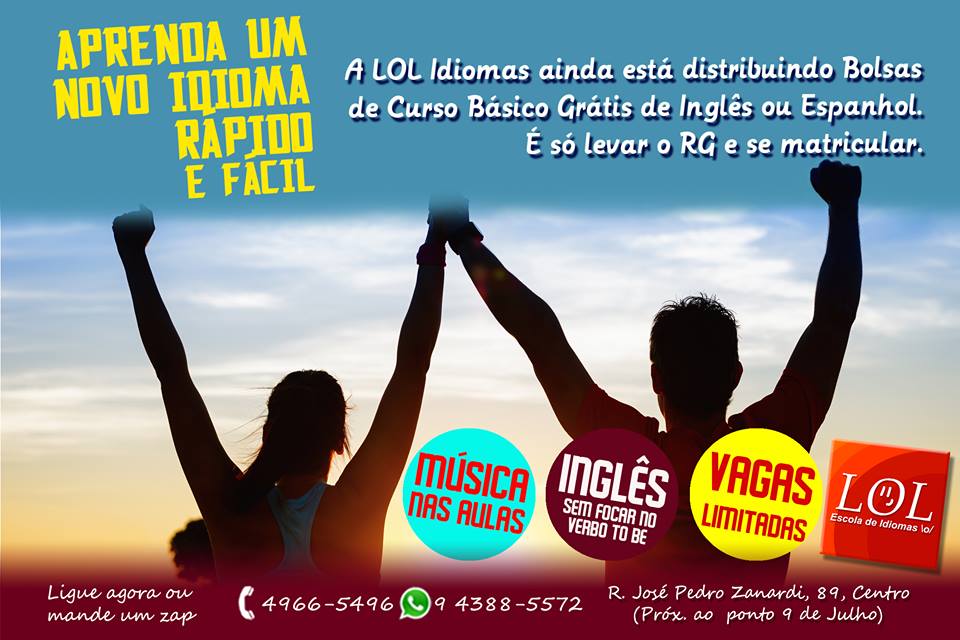 APRENDA UM
NOVO IDIOMA
RÁPIDO
E FÁCIL
A LOL Idiomas ainda está distribuindo Bolsas
de Curso Básico Grátis de Inglês ou Espanhol.
É só levar o RG e se matricular.
MÚSICA
NAS AULAS
INGLÊS
SEM FOCAR NO
VERBO TO BE
VAGAS
LIMITADAS
LOL
Escola de Idiomas \o/
Ligue agora ou
mande um zap
4966-5496 9 4388-5572
R. José Pedro Zanardi, 89, Centro
(Próx. ao ponto 9 de Julho)